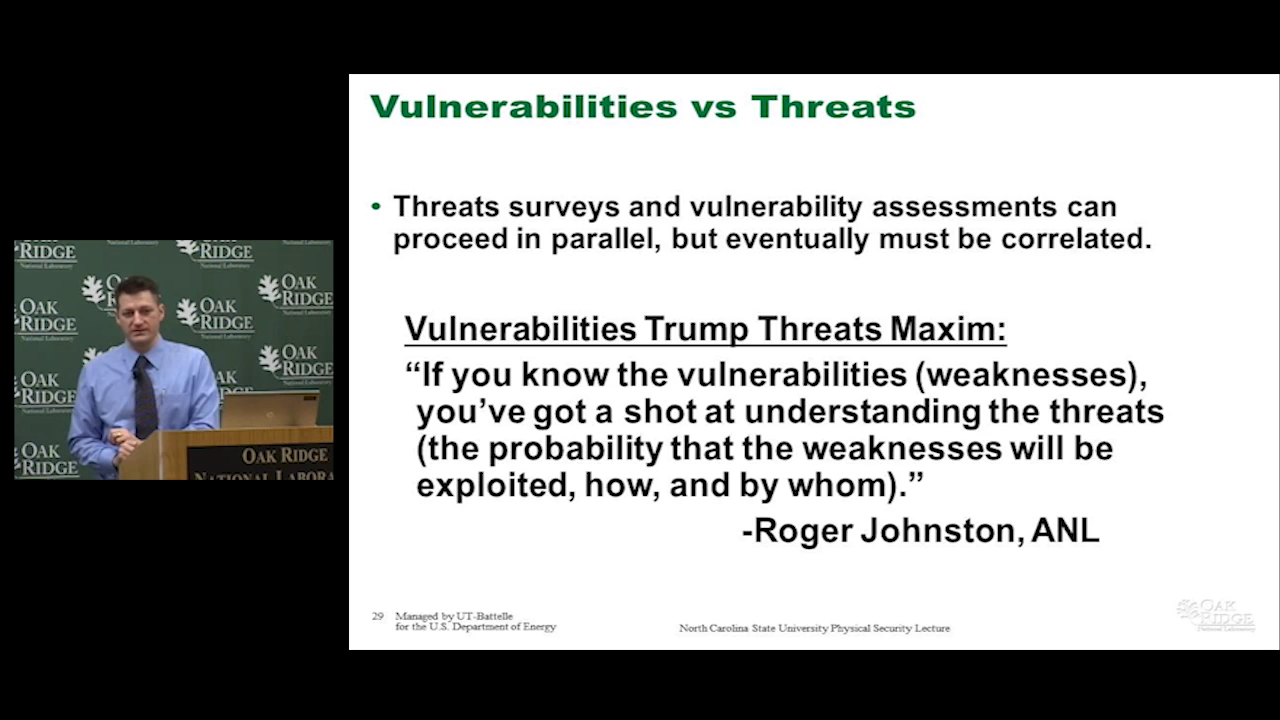 Vulnerabilities vs Threats
• Threats surveys and vulnerability assessments can
proceed in parallel, but eventually must be correlated.
Vulnerabilities Trump Threats Maxim:
“If you know the vulnerabilities (weaknesses),
you’ve got a shot at understanding the threats
(the probability that the weaknesses will be
exploited, how, and by whom).”
-Roger Johnston, ANL
29 Managed by UT-Battelle
for the U.S. Department of Energy
North Carolina State University Physical Security Lecture
OAK
RIDGE
National Laboratory
OAK
RIDGE
National Laboratory
OAK
RIDGE
OAK
RIDGE
OAK
RIDGE
OAK
RIDGE
OAK RIDGE
NATIONAL LABORA